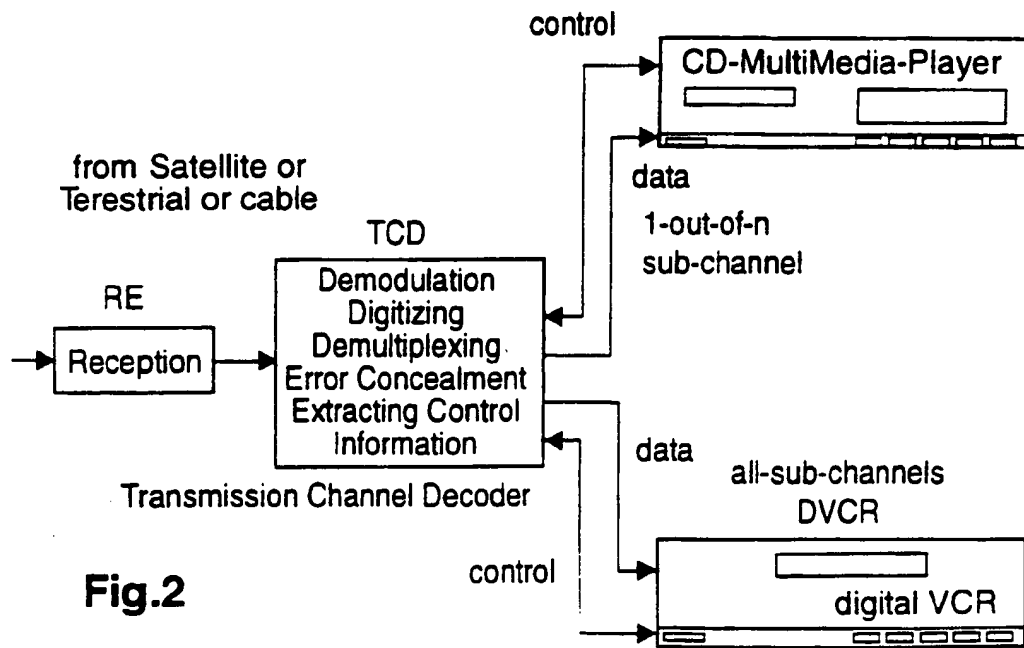 control
CD-MultiMedia-Player
from Satellite or
Terestrial or cable
data
1-out-of-n
sub-channel
TCD
RE
Reception
Demodulation
Digitizing
Demultiplexing
Error Concealment
Extracting Control
Information
Transmission Channel Decoder
data
all-sub-channels
DVCR
control
digital VCR
Fig.2